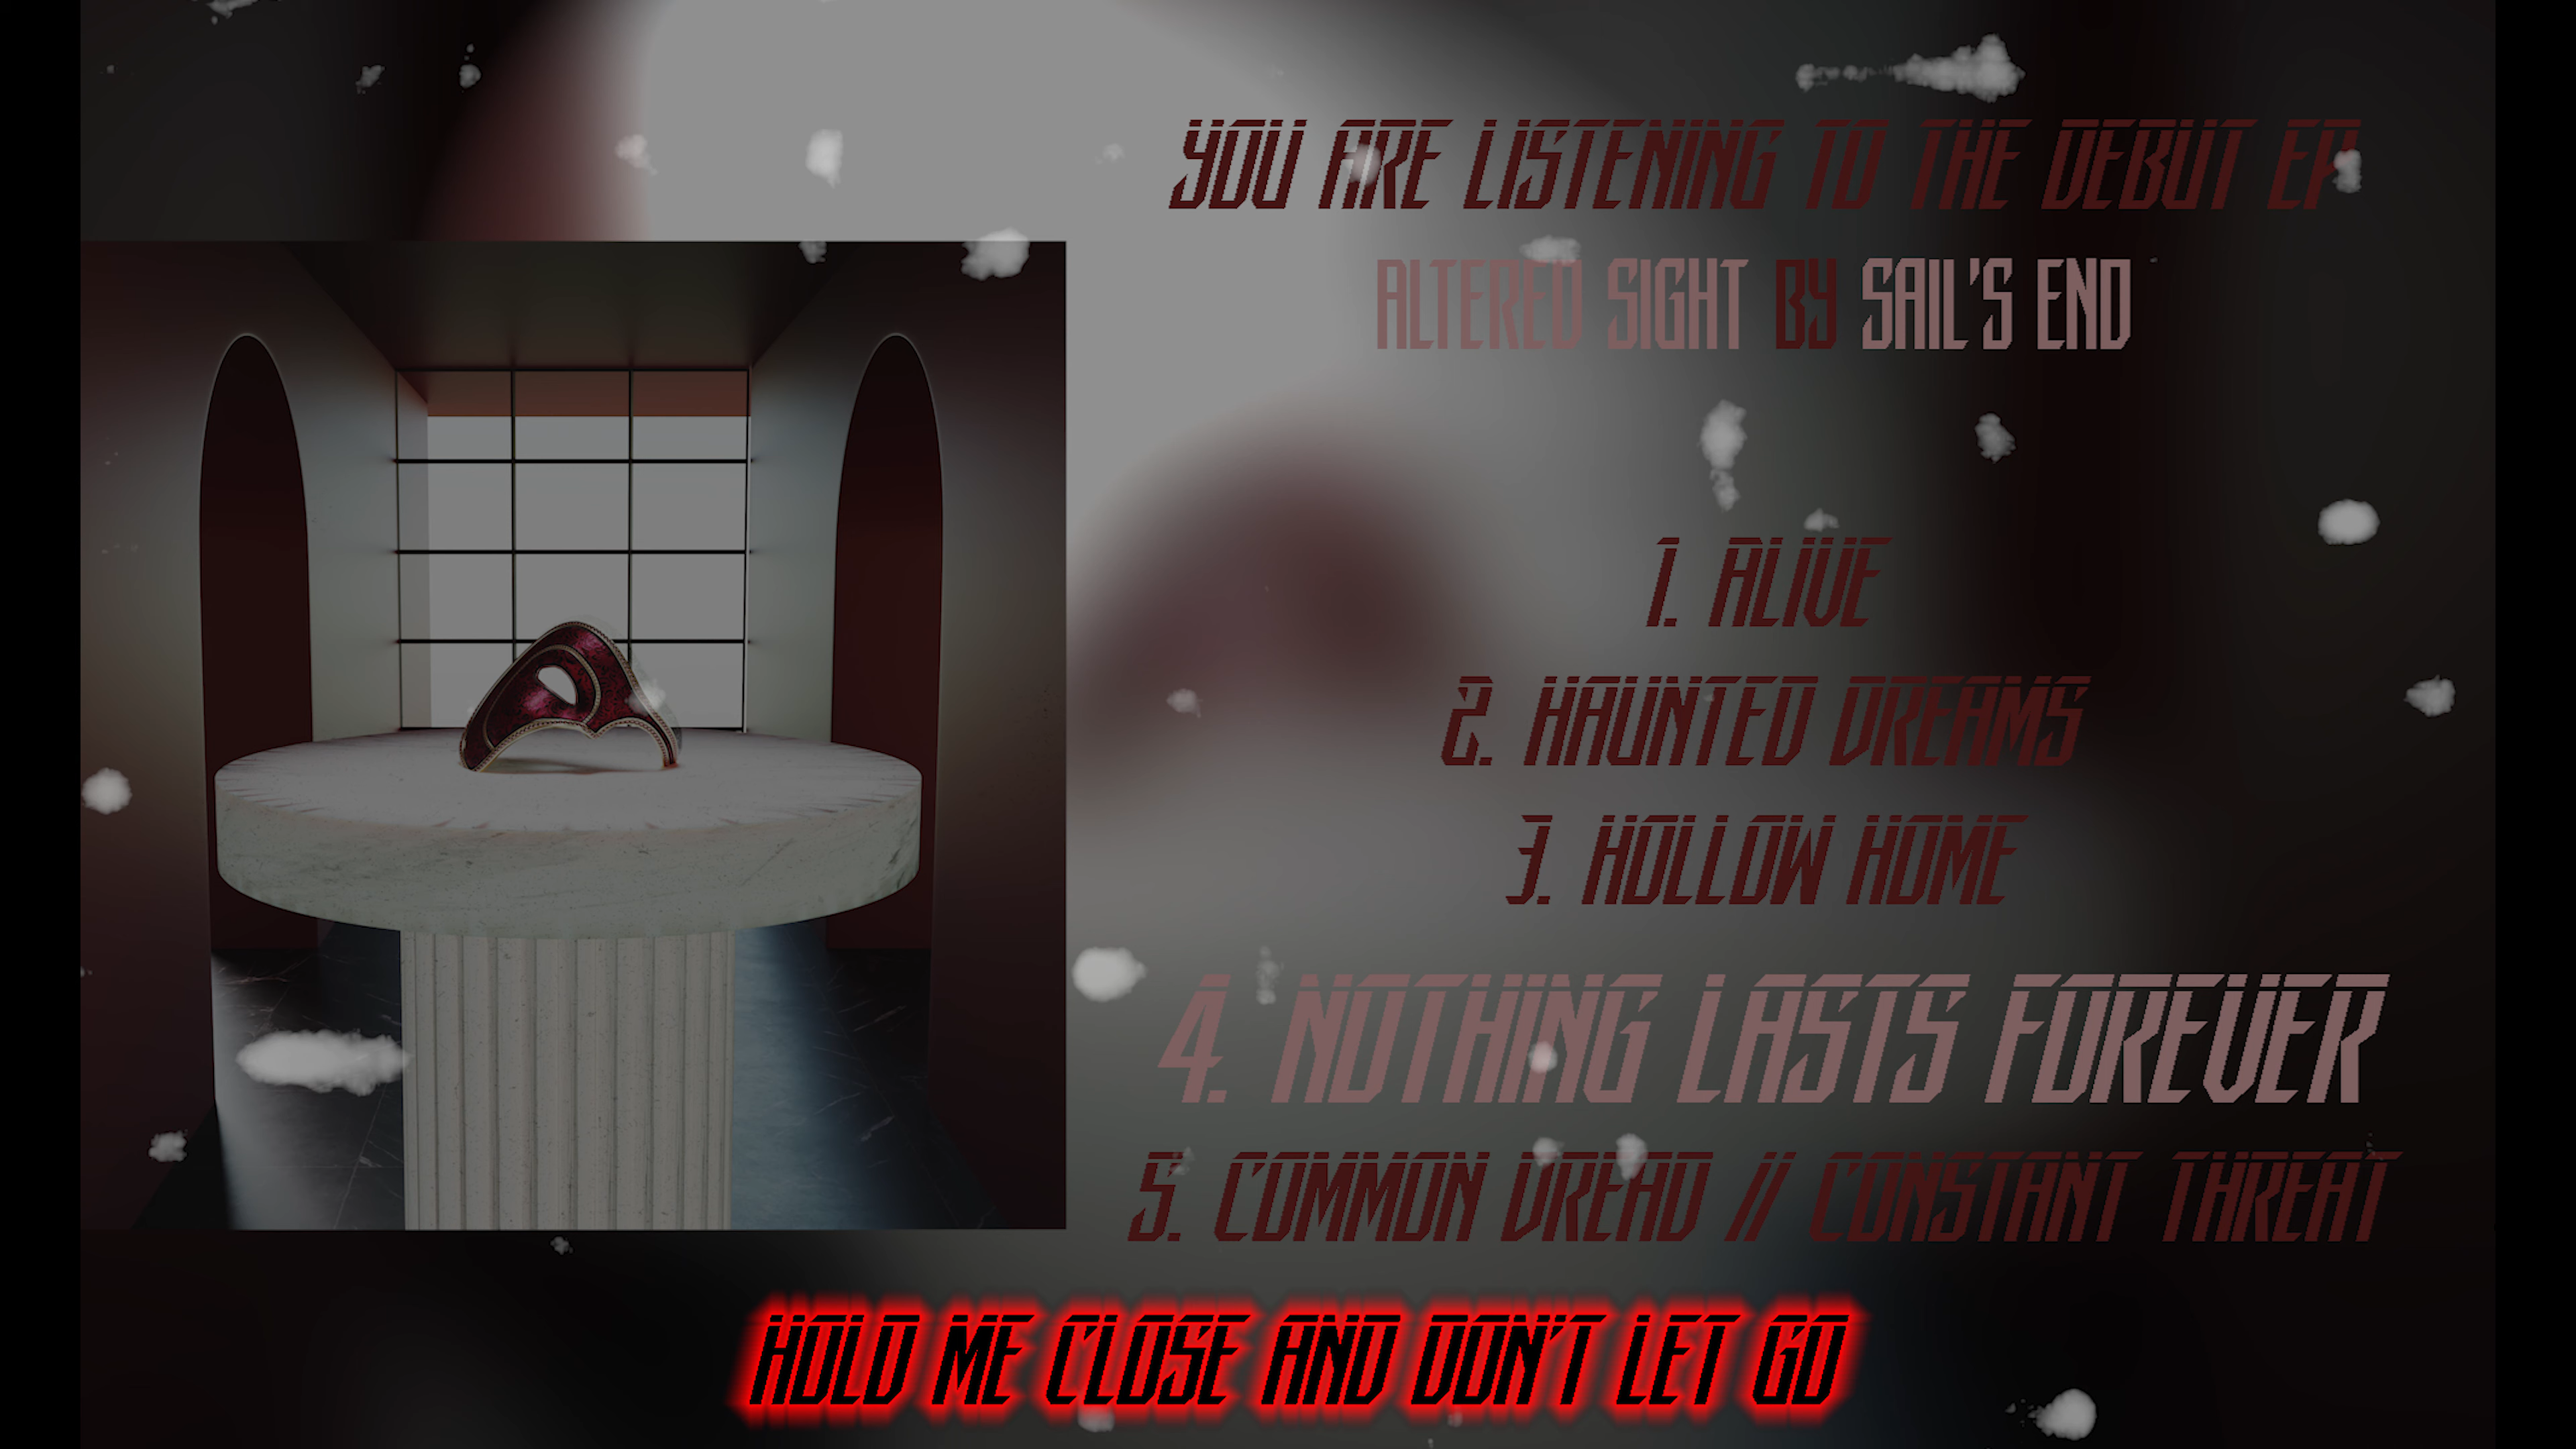 YOU ARE LISTENING TO THE DEBUT EP
ALTERED SIGHT BY SAIL'S END
1. ALIVE
2. HAUNTED DREAMS
3. HOLLOW HOME
4. NOTHING LASTS FOREVER
5. COMMON DREAD // CONSTANT THREAT
HOLD ME CLOSE AND DON'T LET GO